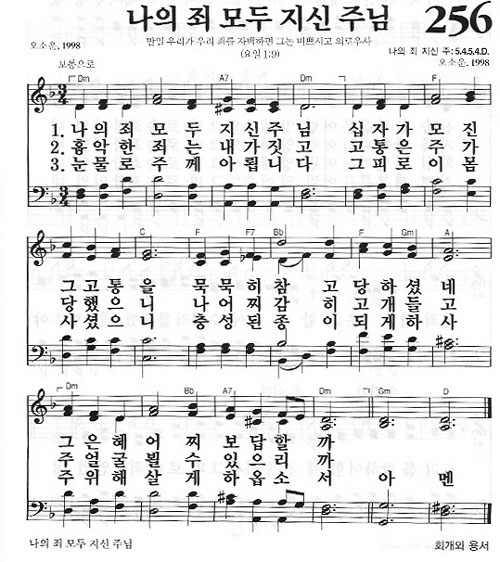 나의 죄 모두 지신 주님 256
오소운, 1998
만일 우리가 우리 죄를 자백하면 그는 미쁘시고 의로우사
(요일 1:9)
나의 죄 지신 주: 5.4.5.4.D.
오소운, 1998
보통으로
Dm A7 Dm F
1. 나의죄 모두지신주님 십자가모진
2. 흉악한 죄는내가짓고 고통은주가
3. 눈물로 주께아룁니다 그피로이몸
C F F7 Bb F Gm A
그고통을 묵묵히참고당하셨네
당했으니 나어찌감히고개들고
사셨으니 충성된종이되게하사
Dm Bb A7 Dm Gm D
그은혜어찌보답할까
주얼굴뵐수있으리까
주위해살게하옵소서 아멘
나의 죄 모두 지신 주님
회개와 용서